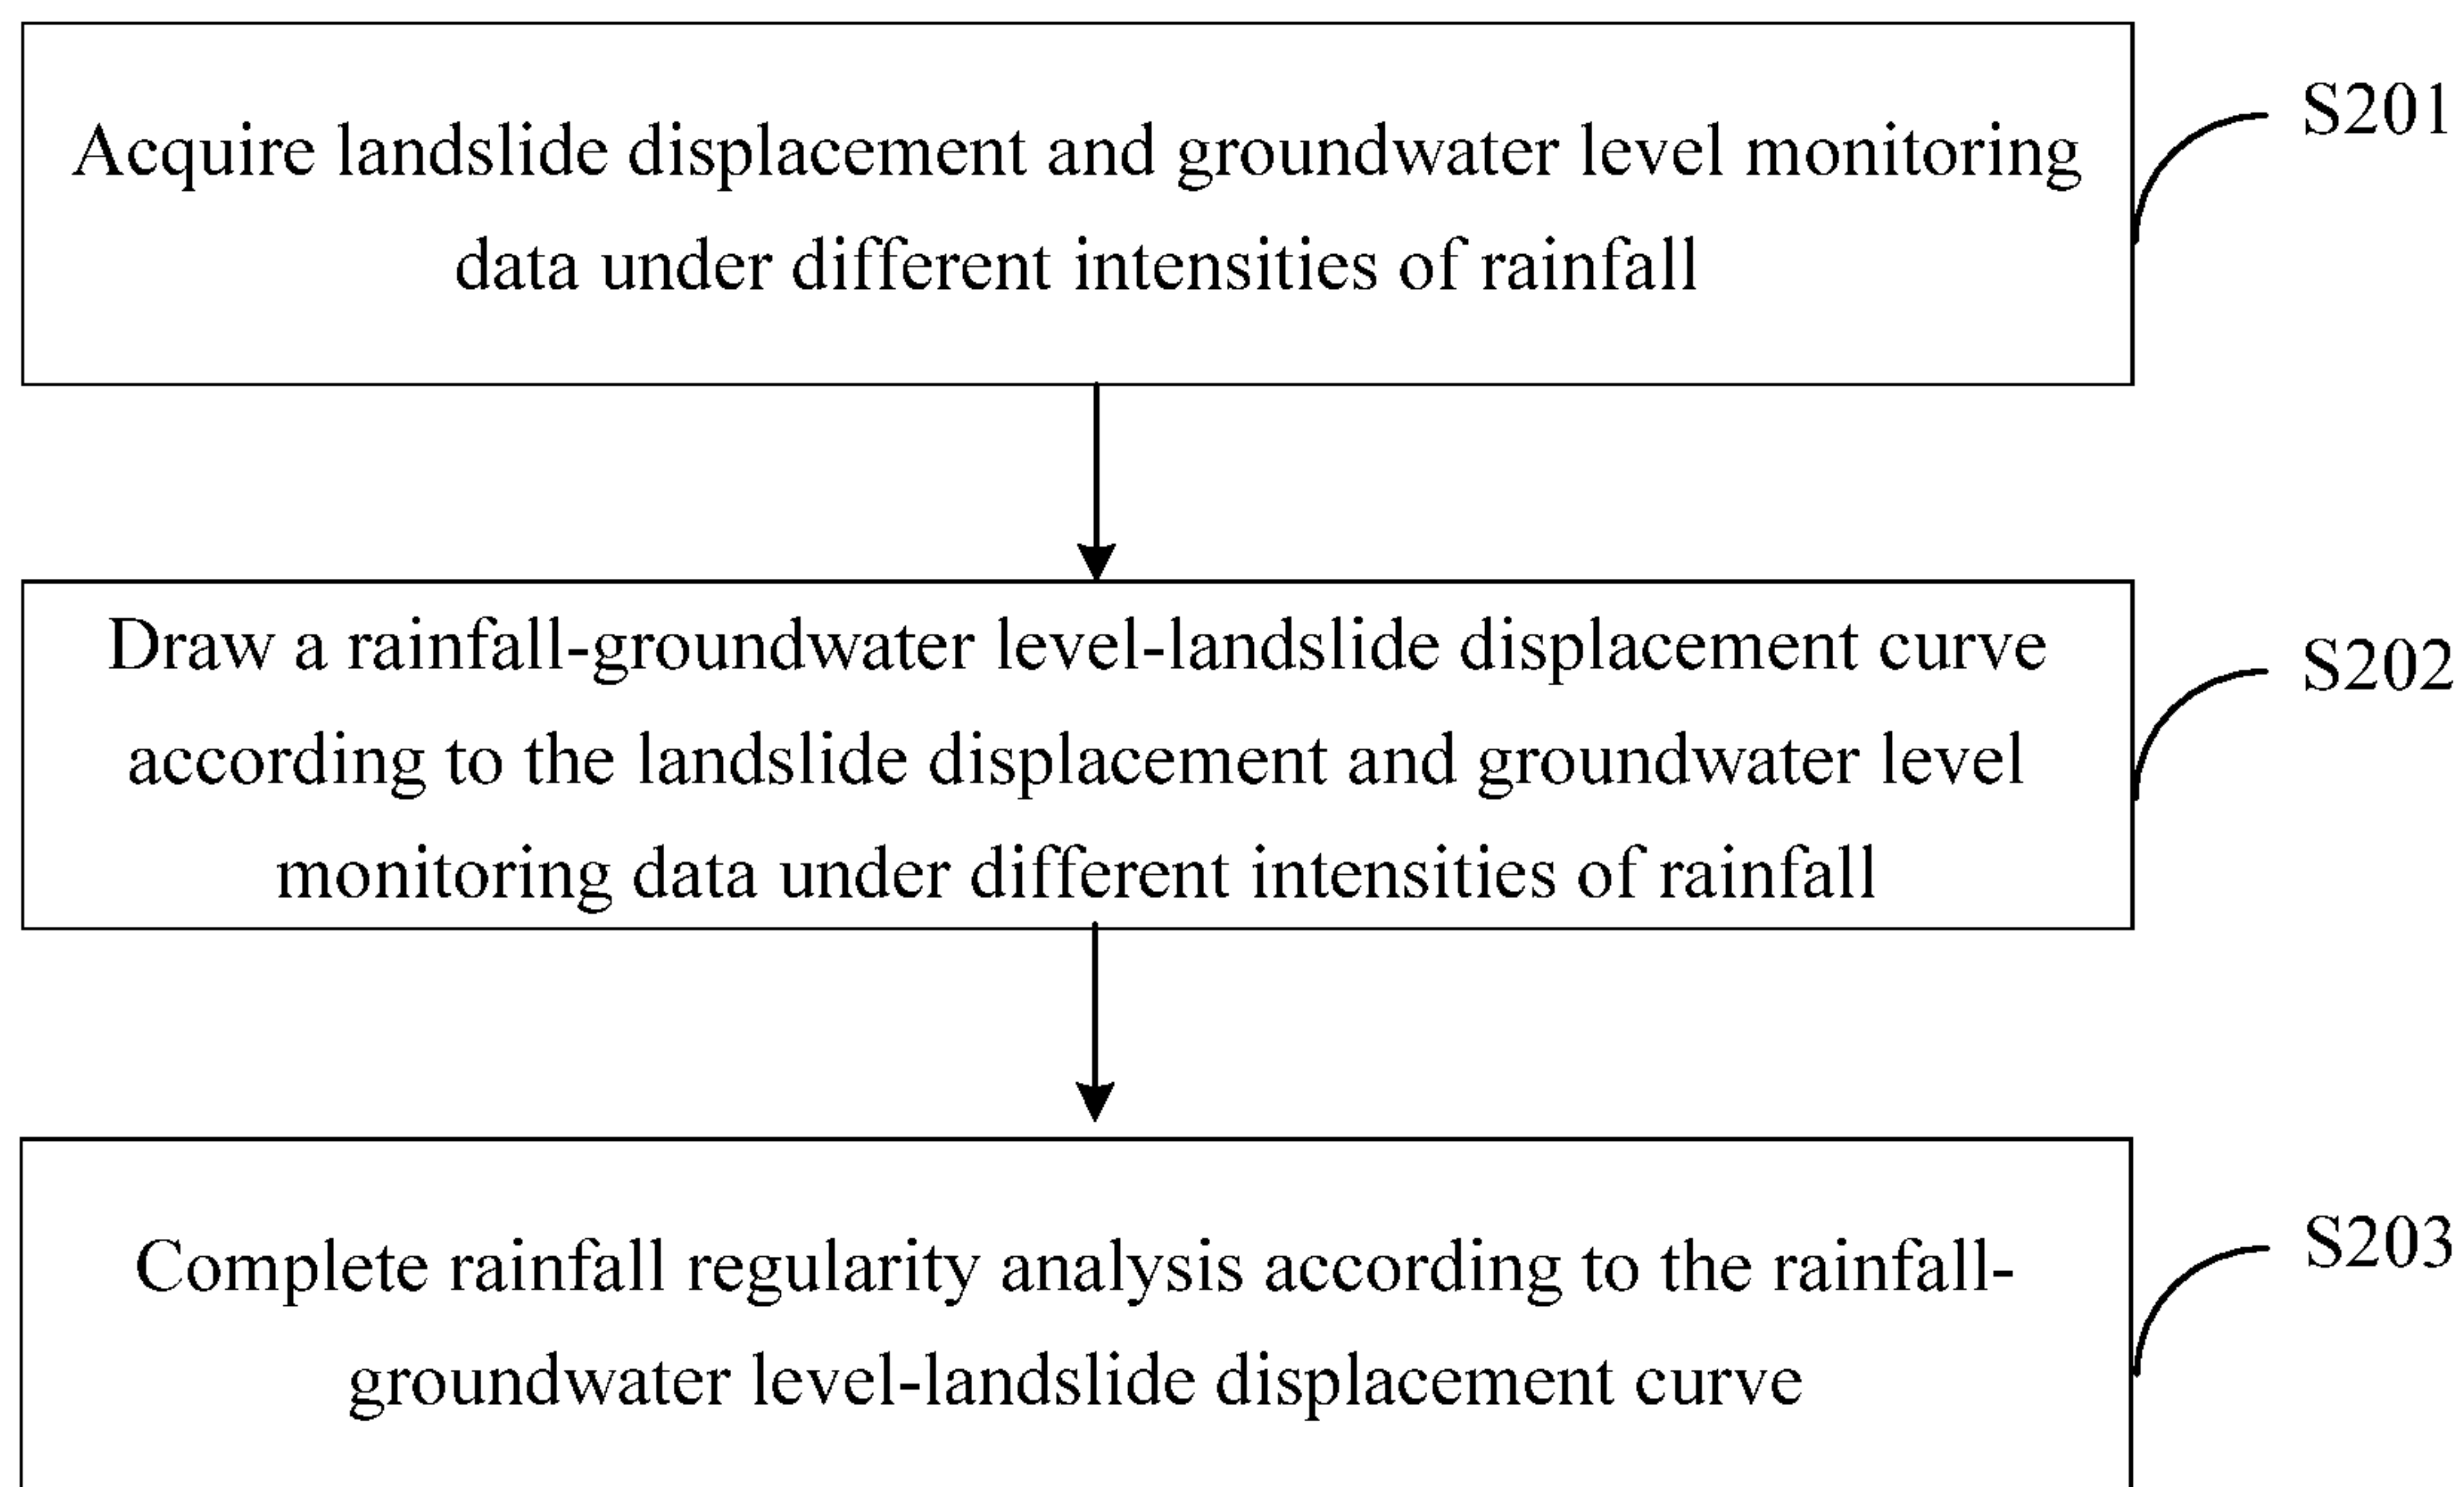 Acquire landslide displacement and groundwater level monitoring
data under different intensities of rainfall
S201
Draw a rainfall-groundwater level-landslide displacement curve
according to the landslide displacement and groundwater level
monitoring data under different intensities of rainfall
S202
Complete rainfall regularity analysis according to the rainfall-
groundwater level-landslide displacement curve
S203